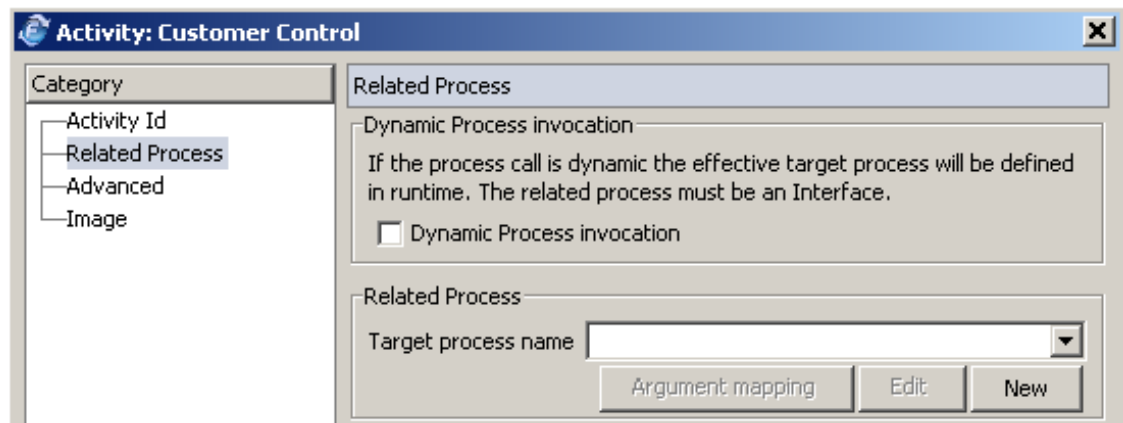 Activity: Customer Control
Category
Activity Id
Related Process
Advanced
Image
Related Process
Dynamic Process invocation
If the process call is dynamic the effective target process will be defined
in runtime. The related process must be an Interface.
Dynamic Process invocation
Related Process
Target process name
Argument mapping
Edit
New